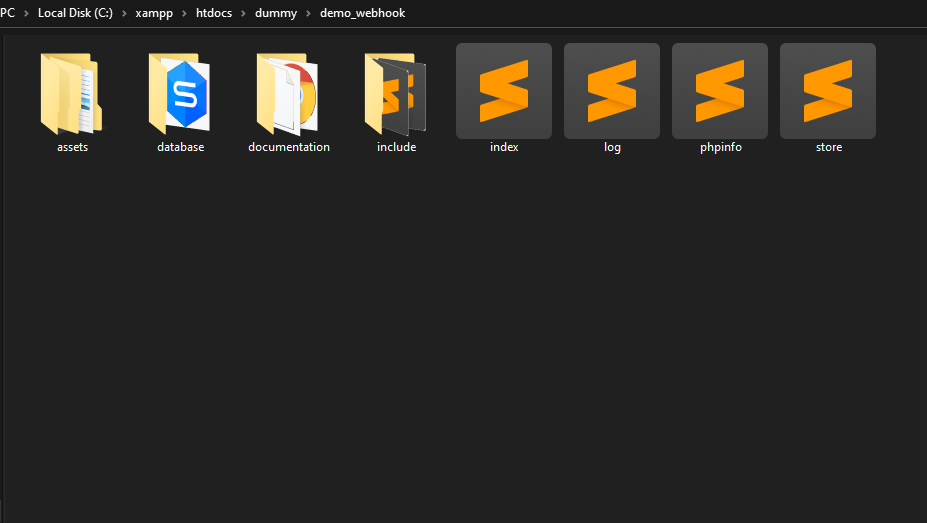 PC > Local Disk (C:) > xampp > htdocs > dummy > demo_webhook
assets database documentation include index log phpinfo store